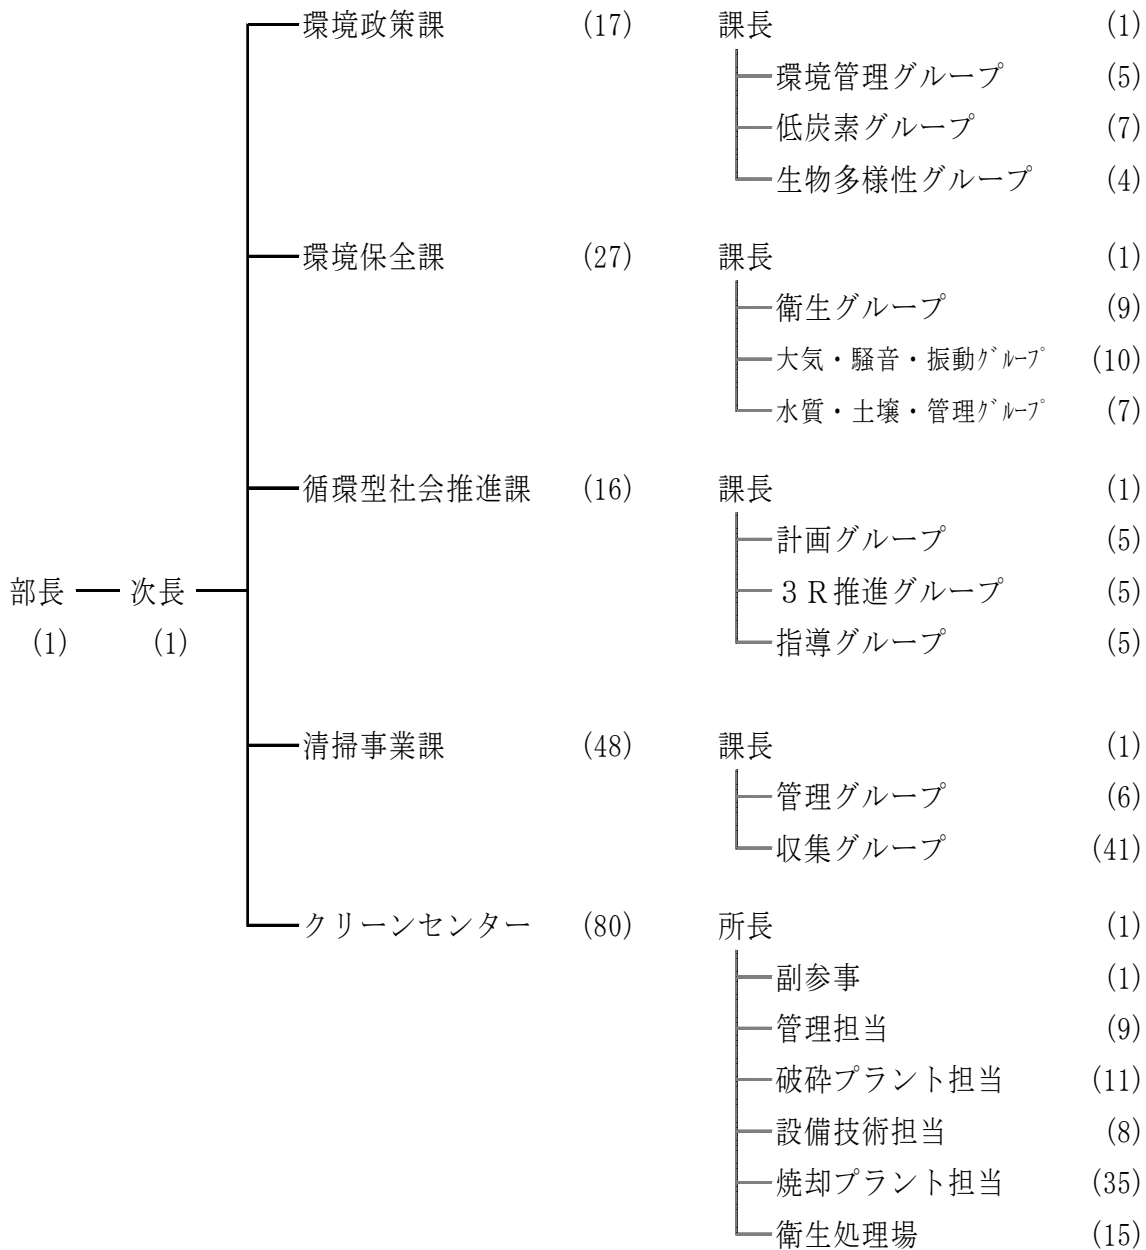 環境政策課 (17) 課長 (1)
環境管理グループ (5)
低炭素グループ (7)
生物多様性グループ (4)
環境保全課 (27) 課長 (1)
衛生グループ (9)
大気・騒音・振動ｸﾞﾙｰﾌﾟ (10)
水質・土壌・管理ｸﾞﾙｰﾌﾟ (7)
循環型社会推進課 (16) 課長 (1)
計画グループ (5)
部長 次長 ３Ｒ推進グループ (5)
(1) (1) 指導グループ (5)
清掃事業課 (48) 課長 (1)
管理グループ (6)
収集グループ (41)
クリーンセンター (80) 所長 (1)
副参事 (1)
管理担当 (9)
破砕プラント担当 (11)
設備技術担当 (8)
焼却プラント担当 (35)
衛生処理場 (15)